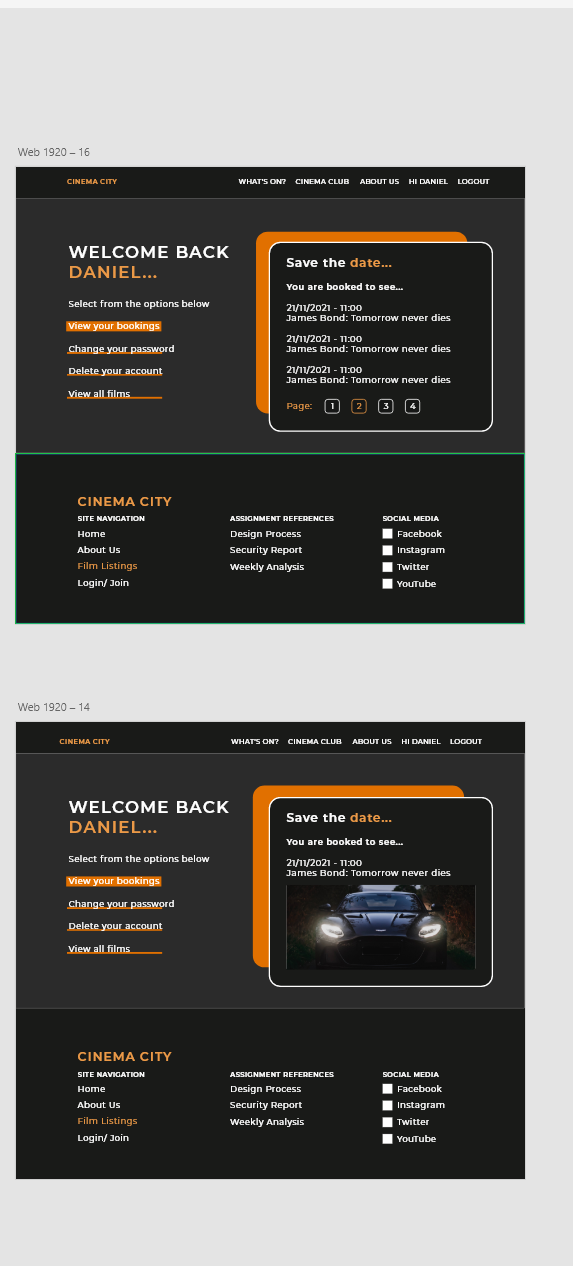 Web 1920 – 16
CINEMA CITY WHAT'S ON? CINEMA CLUB ABOUT US HI DANIEL LOGOUT
WELCOME BACK
DANIEL...
Select from the options below
View your bookings
Change your password
Delete your account
View all films
Save the date...
You are booked to see...
21/11/2021 - 11:00
James Bond: Tomorrow never dies
21/11/2021 - 11:00
James Bond: Tomorrow never dies
21/11/2021 - 11:00
James Bond: Tomorrow never dies
Page: 1 2 3 4
CINEMA CITY
SITE NAVIGATION
Home
About Us
Film Listings
Login/ Join
ASSIGNMENT REFERENCES
Design Process
Security Report
Weekly Analysis
SOCIAL MEDIA
Facebook
Instagram
Twitter
YouTube
Web 1920 – 14
CINEMA CITY WHAT'S ON? CINEMA CLUB ABOUT US HI DANIEL LOGOUT
WELCOME BACK
DANIEL...
Select from the options below
View your bookings
Change your password
Delete your account
View all films
Save the date...
You are booked to see...
21/11/2021 - 11:00
James Bond: Tomorrow never dies
CINEMA CITY
SITE NAVIGATION
Home
About Us
Film Listings
Login/ Join
ASSIGNMENT REFERENCES
Design Process
Security Report
Weekly Analysis
SOCIAL MEDIA
Facebook
Instagram
Twitter
YouTube